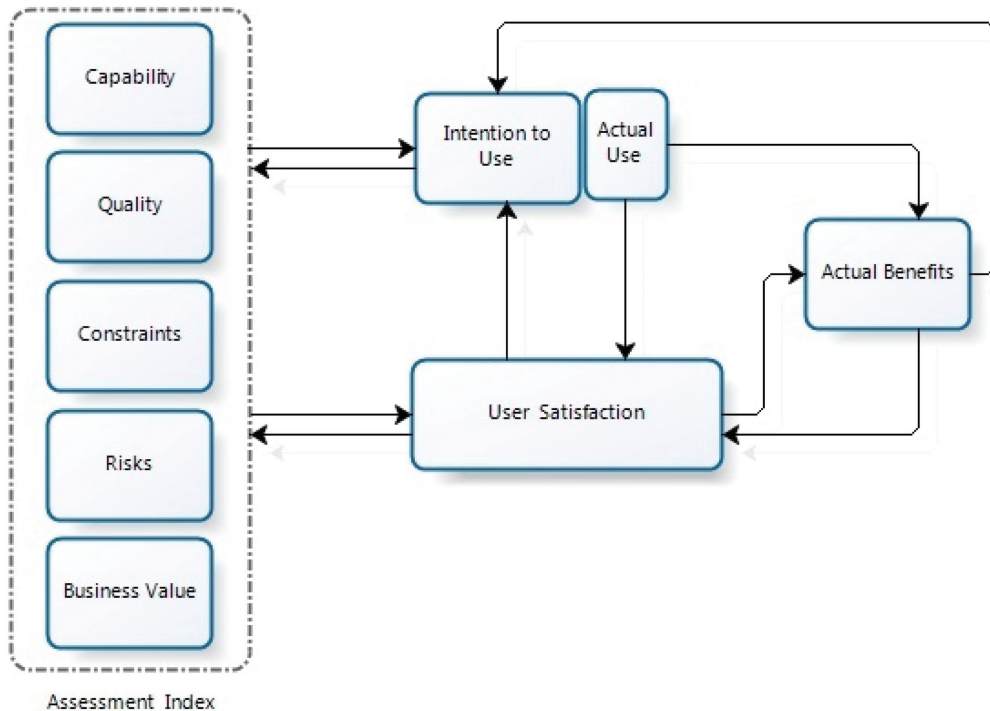 Capability
Quality
Constraints
Risks
Business Value
Assessment Index
Intention to
Use
Actual
Use
Actual Benefits
User Satisfaction